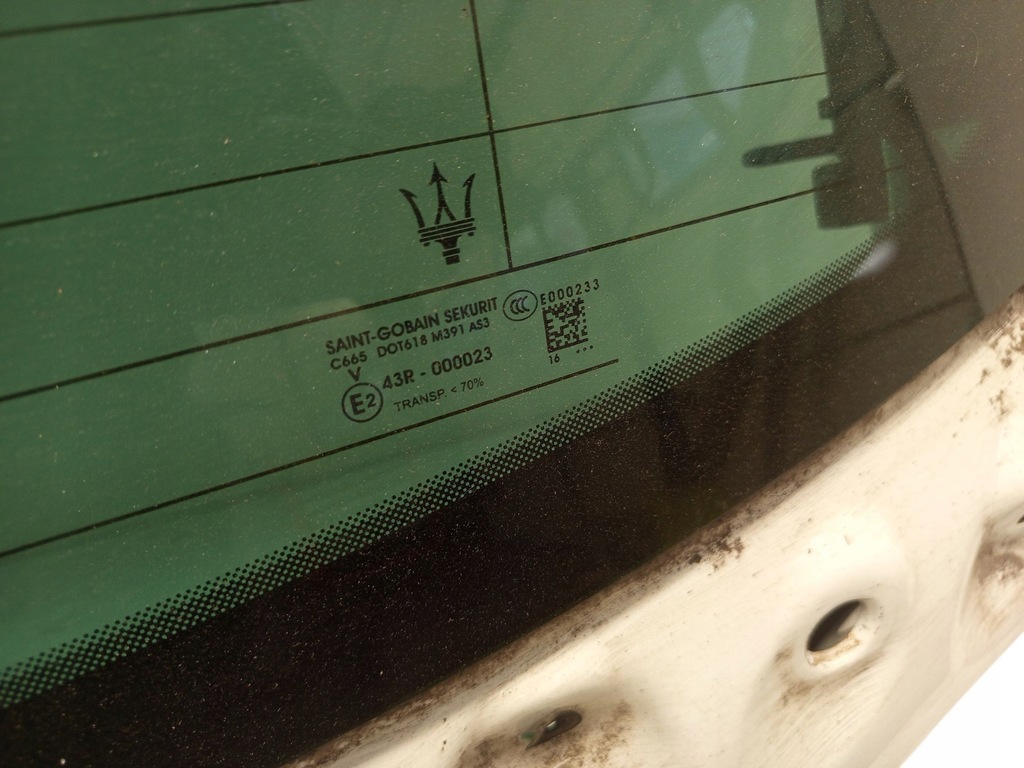 SAINT-GOBAIN SEKURIT
CCC E000233
C665 DOT618 M391 AS3
V
E2 43R - 000023
16 ...
TRANSP. < 70%